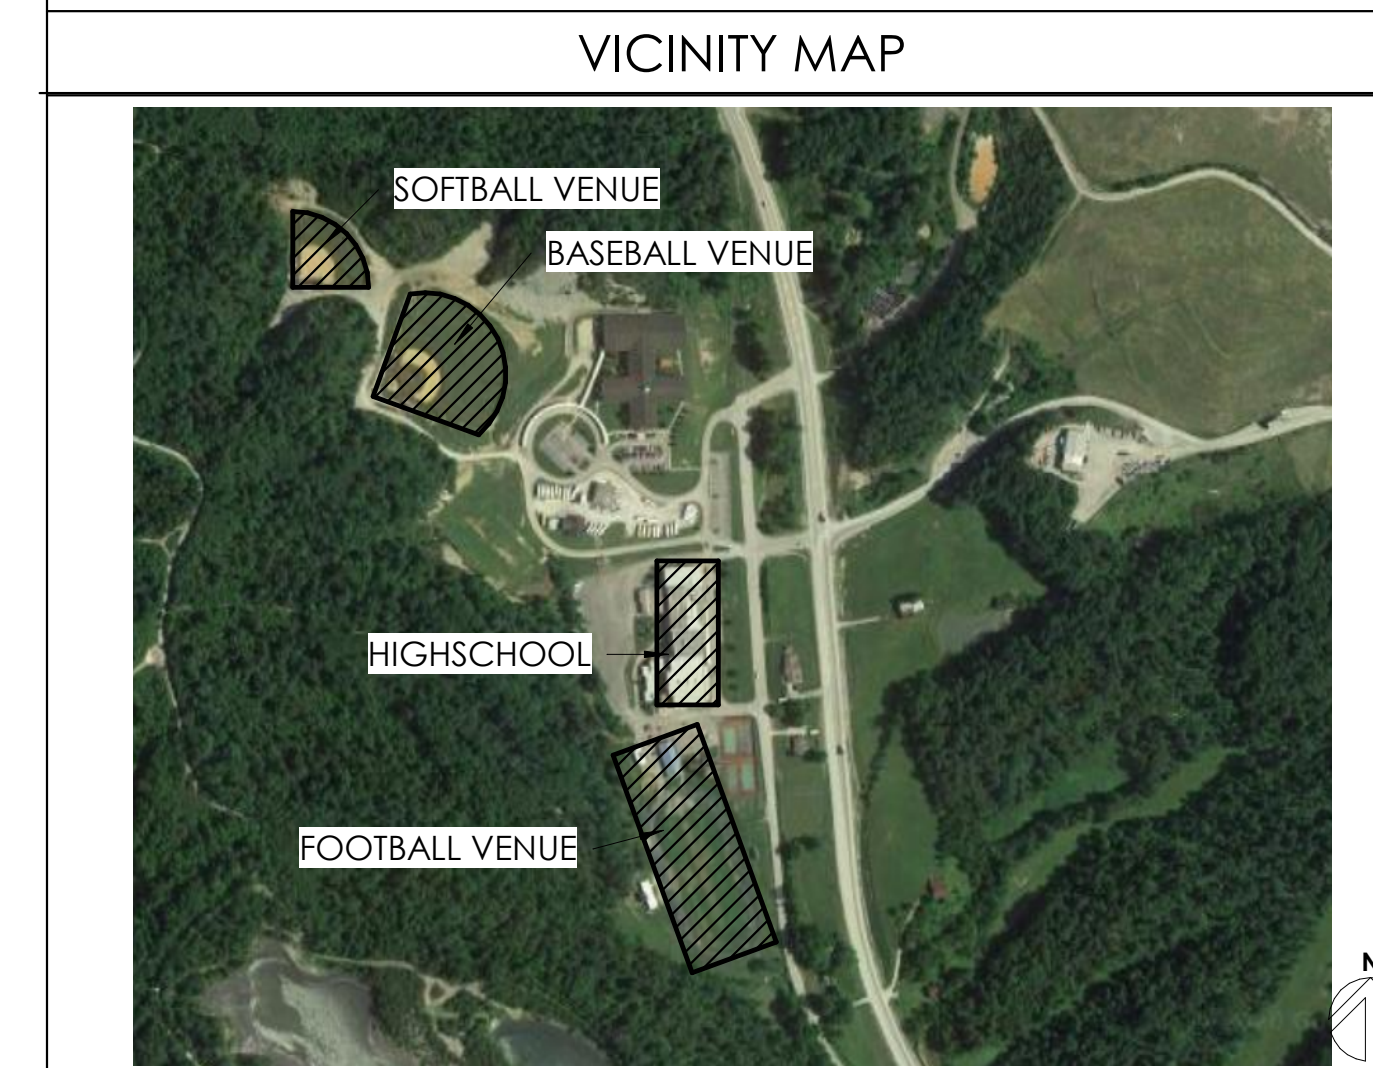 VICINITY MAP
SOFTBALL VENUE
BASEBALL VENUE
HIGHSCHOOL
FOOTBALL VENUE
N